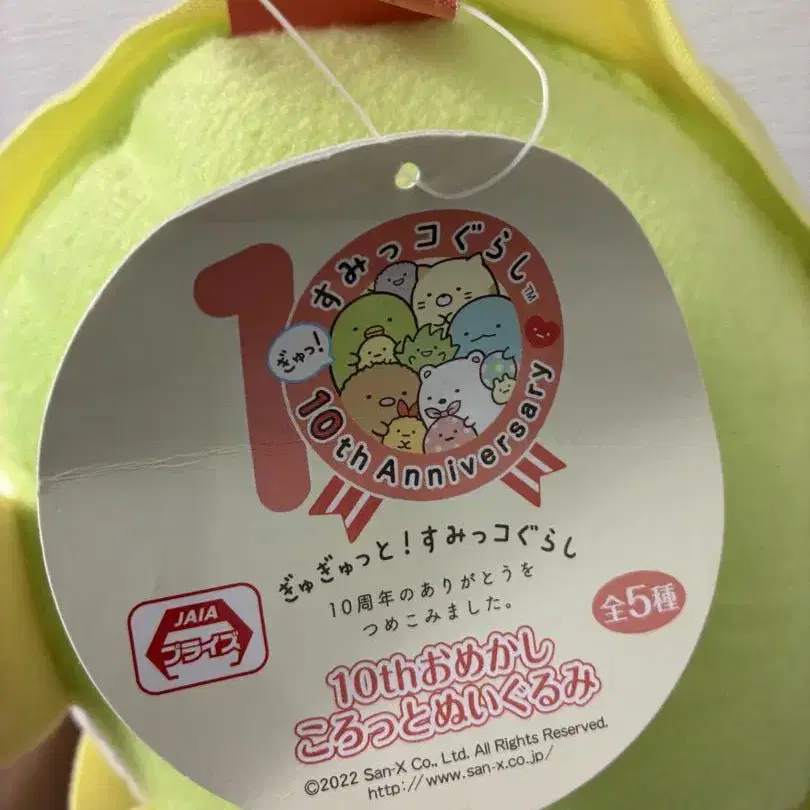 すみっコぐらし™
ぎゅっ!
10th Anniversary
ぎゅぎゅっと!すみっコぐらし
10周年のありがとうを
つめこみました。
全5種
JAIA
プライズ
10thおめかし
ころっとぬいぐるみ
©2022 San-X Co., Ltd. All Rights Reserved.
http://www.san-x.co.jp/